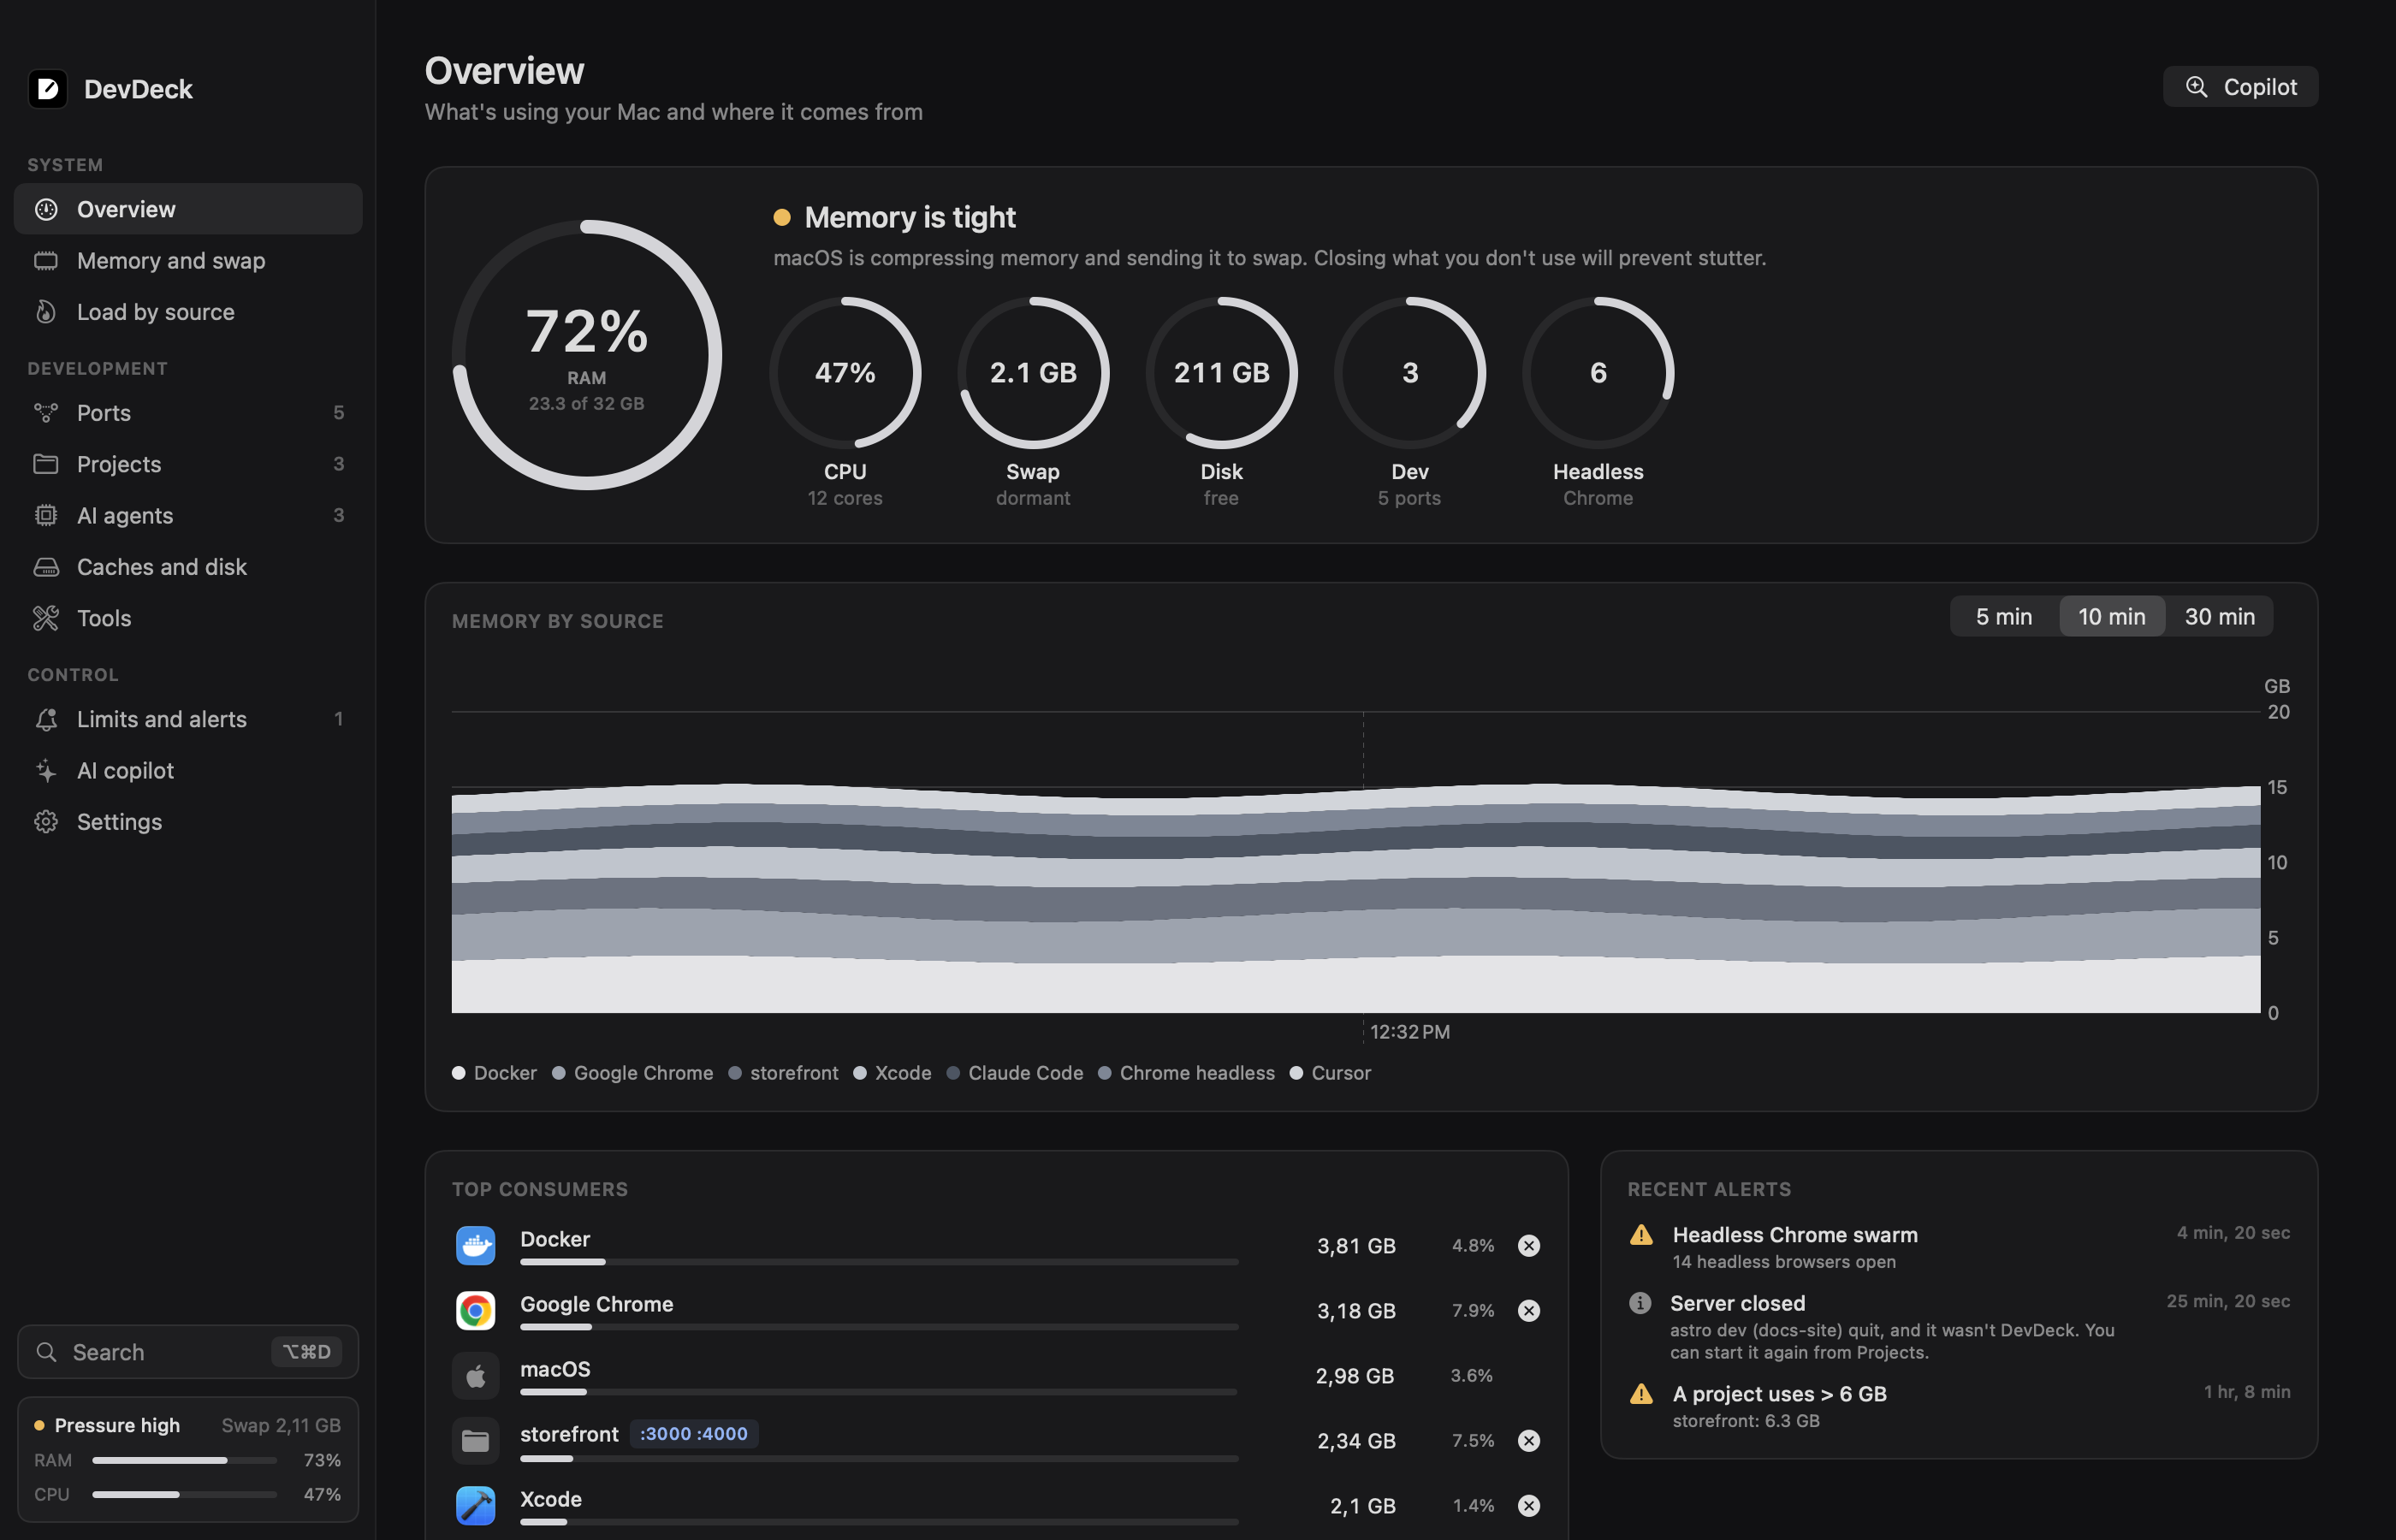 DevDeck
SYSTEM
Overview
Memory and swap
Load by source
DEVELOPMENT
Ports 5
Projects 3
AI agents 3
Caches and disk
Tools
CONTROL
Limits and alerts 1
AI copilot
Settings
Search ⌥⌘D
Pressure high Swap 2,11 GB
RAM 73%
CPU 47%
Overview
What's using your Mac and where it comes from
Copilot
72%
RAM
23.3 of 32 GB
Memory is tight
macOS is compressing memory and sending it to swap. Closing what you don't use will prevent stutter.
47%
CPU
12 cores
2.1 GB
Swap
dormant
211 GB
Disk
free
3
Dev
5 ports
6
Headless
Chrome
MEMORY BY SOURCE
5 min 10 min 30 min
GB
20
15
10
5
0
12:32 PM
Docker Google Chrome storefront Xcode Claude Code Chrome headless Cursor
TOP CONSUMERS
Docker 3,81 GB 4.8%
Google Chrome 3,18 GB 7.9%
macOS 2,98 GB 3.6%
storefront :3000 :4000 2,34 GB 7.5%
Xcode 2,1 GB 1.4%
RECENT ALERTS
Headless Chrome swarm 4 min, 20 sec
14 headless browsers open
Server closed 25 min, 20 sec
astro dev (docs-site) quit, and it wasn't DevDeck. You
can start it again from Projects.
A project uses > 6 GB 1 hr, 8 min
storefront: 6.3 GB